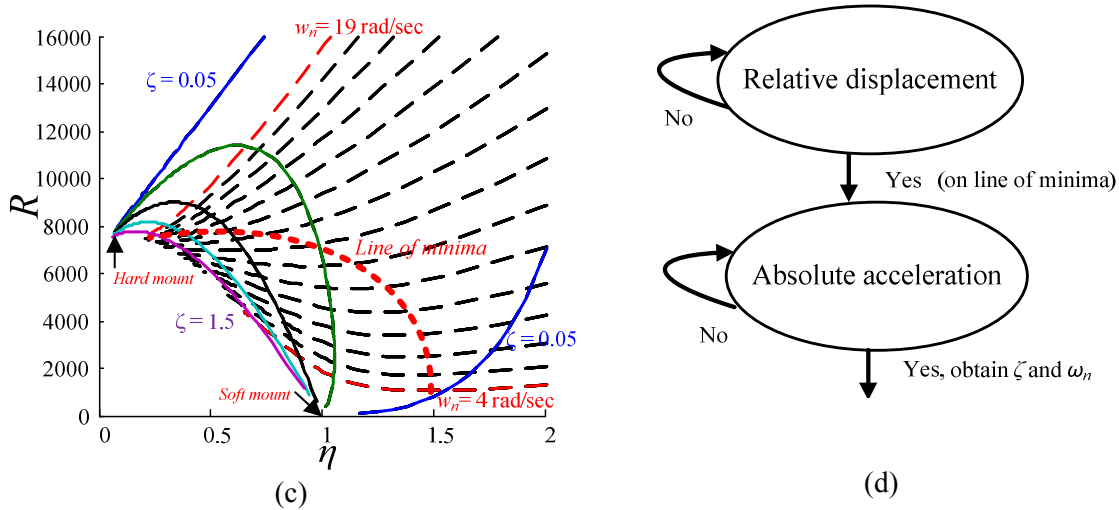 wₙ= 19 rad/sec
16000
14000
12000
10000
8000
6000
4000
2000
0
R
ζ = 0.05
Line of minima
Hard mount
ζ = 1.5
ζ = 0.05
Soft mount
wₙ= 4 rad/sec
0 0.5 1 1.5 2
η
(c)
Relative displacement
No
Yes (on line of minima)
Absolute acceleration
No
Yes, obtain ζ and ωₙ
(d)